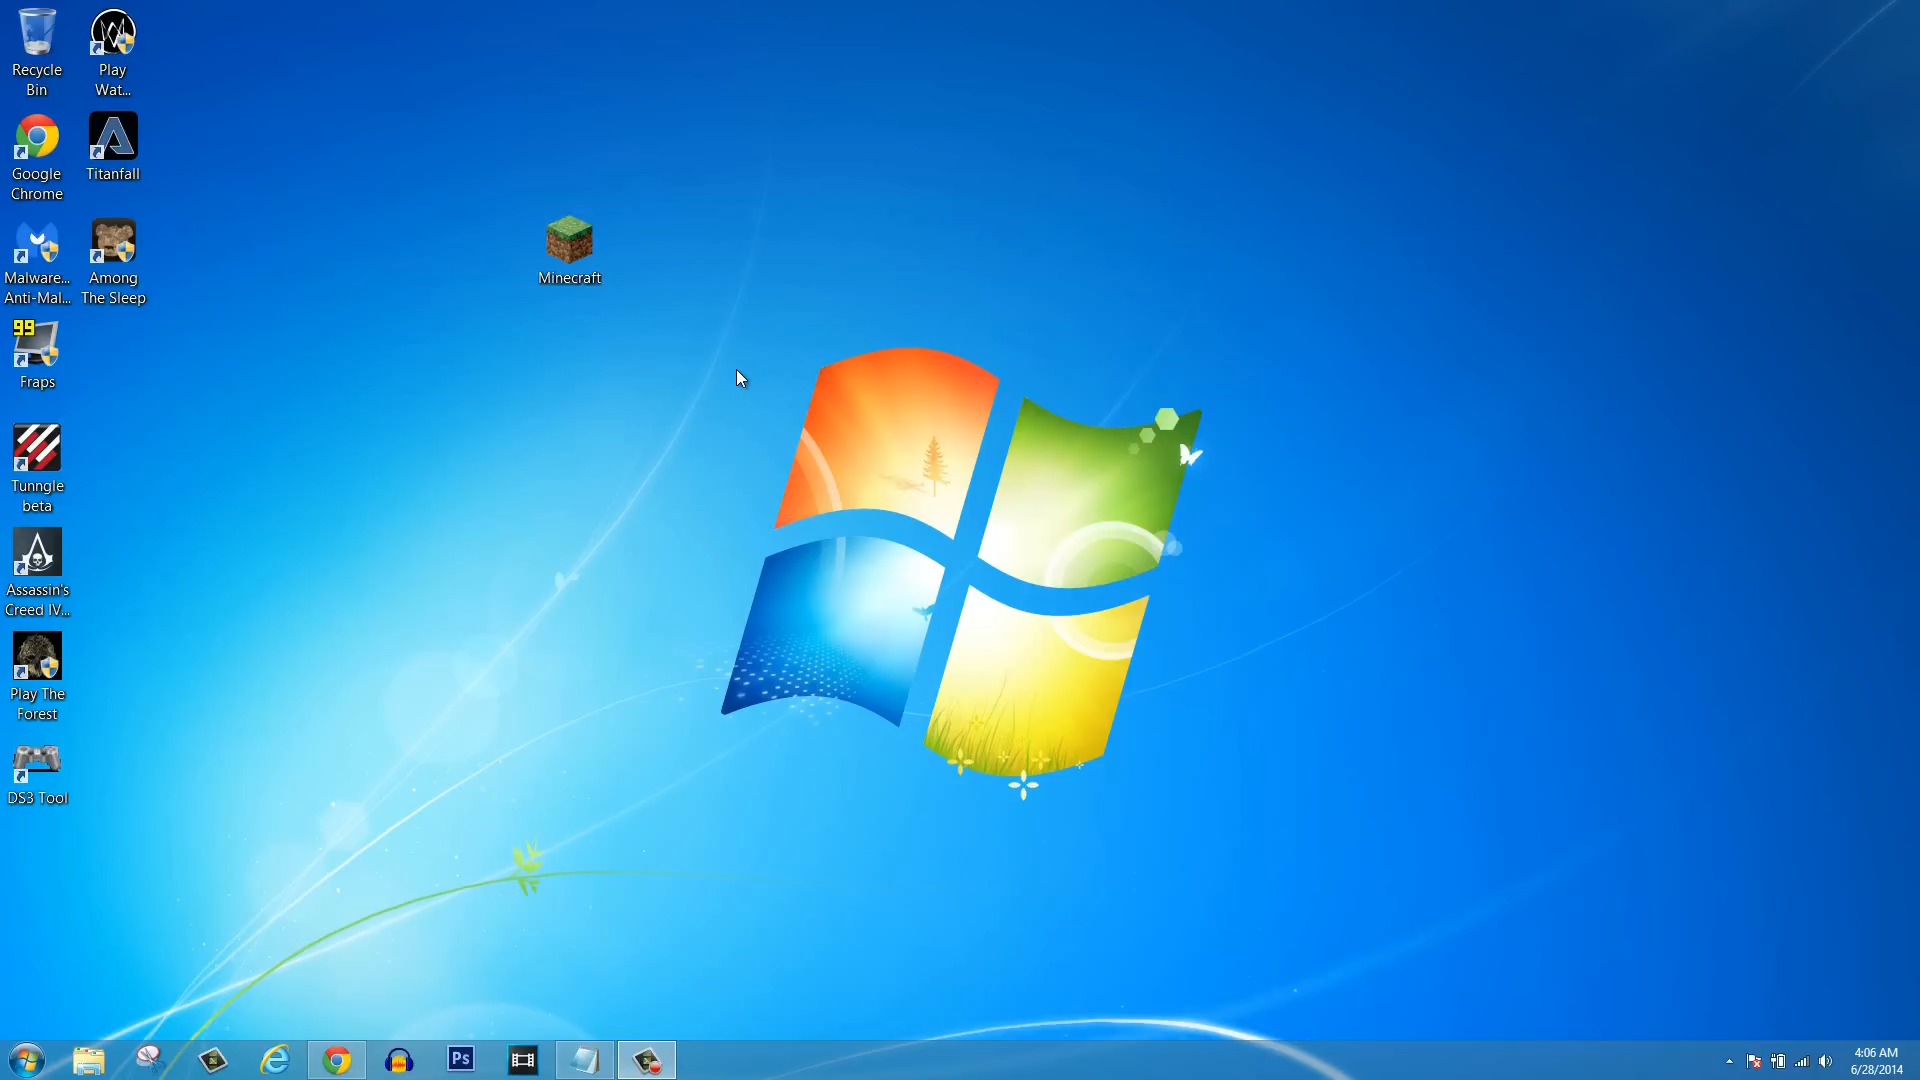 Recycle
Bin
Play
Wat...
Google
Chrome
Titanfall
Malware...
Anti-Mal...
Among
The Sleep
Minecraft
99
Fraps
Tunngle
beta
Assassin's
Creed IV...
Play The
Forest
DS3 Tool
Ps
4:06 AM
6/28/2014